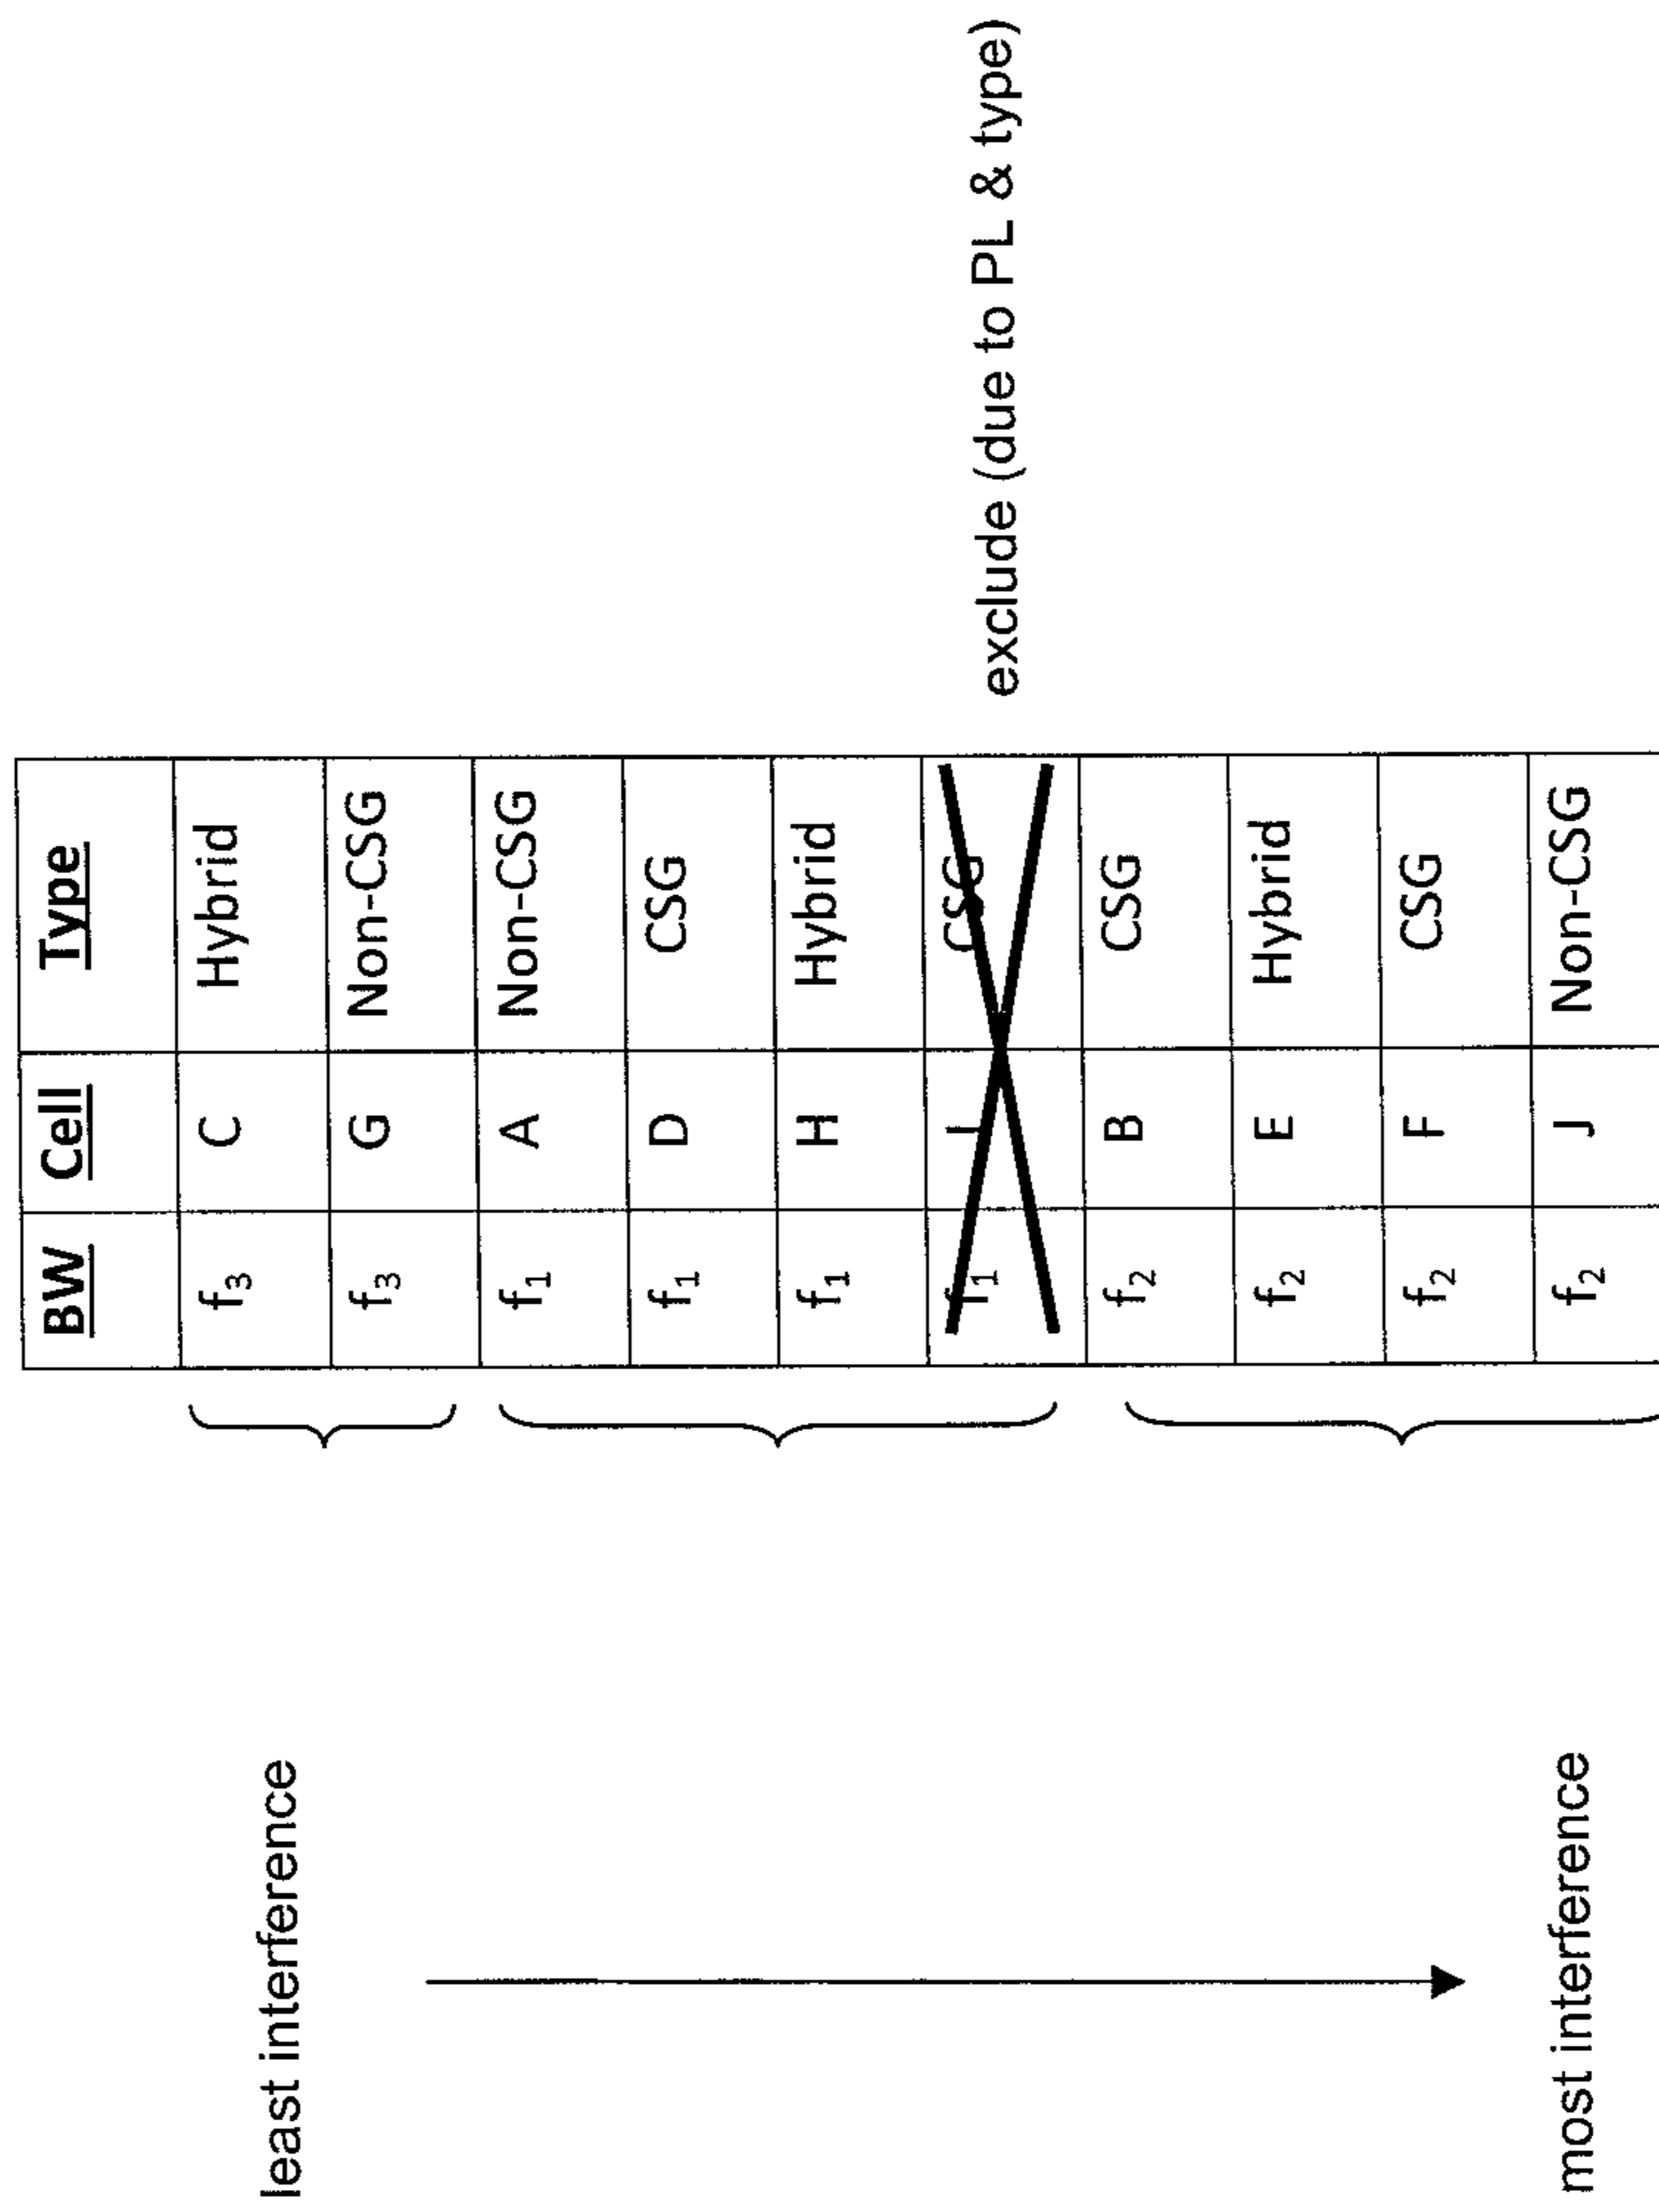 BW Cell Type
f₃ C Hybrid
least interference
f₃ G Non-CSG
f₁ A Non-CSG
f₁ D CSG
f₁ H Hybrid
f₁ I CSG exclude (due to PL & type)
f₂ B CSG
f₂ E Hybrid
f₂ F CSG
most interference
f₂ J Non-CSG